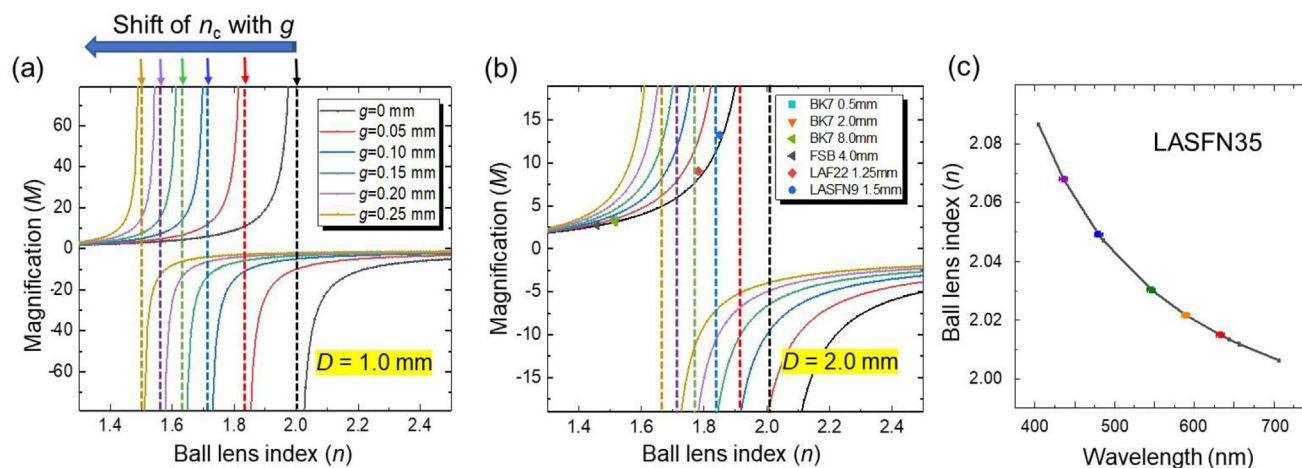 Shift of nc with g
(a)
Magnification (M)
60
40
20
0
-20
-40
-60
g=0 mm
g=0.05 mm
g=0.10 mm
g=0.15 mm
g=0.20 mm
g=0.25 mm
D = 1.0 mm
1.4 1.6 1.8 2.0 2.2 2.4
Ball lens index (n)
(b)
Magnification (M)
15
10
5
0
-5
-10
-15
BK7 0.5mm
BK7 2.0mm
BK7 8.0mm
FSB 4.0mm
LAF22 1.25mm
LASFN9 1.5mm
D = 2.0 mm
1.4 1.6 1.8 2.0 2.2 2.4
Ball lens index (n)
(c)
Ball lens index (n)
2.08
2.06
2.04
2.02
2.00
LASFN35
400 500 600 700
Wavelength (nm)